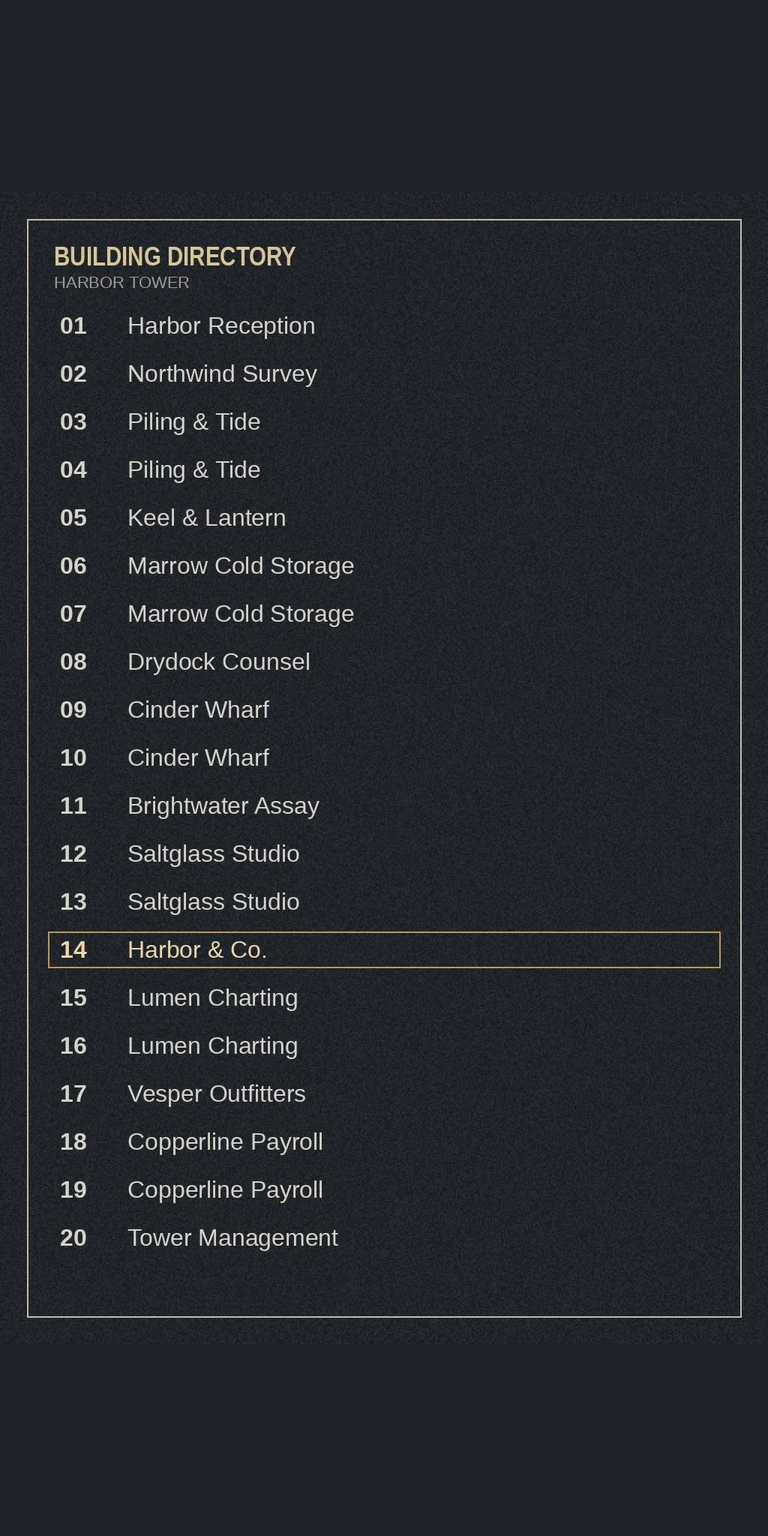 BUILDING DIRECTORY
HARBOR TOWER
01 Harbor Reception
02 Northwind Survey
03 Piling & Tide
04 Piling & Tide
05 Keel & Lantern
06 Marrow Cold Storage
07 Marrow Cold Storage
08 Drydock Counsel
09 Cinder Wharf
10 Cinder Wharf
11 Brightwater Assay
12 Saltglass Studio
13 Saltglass Studio
14 Harbor & Co.
15 Lumen Charting
16 Lumen Charting
17 Vesper Outfitters
18 Copperline Payroll
19 Copperline Payroll
20 Tower Management